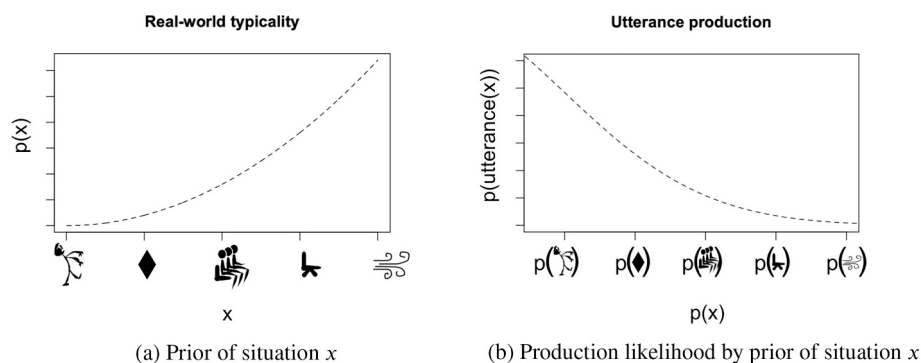 Real-world typicality
p(x)
x
(a) Prior of situation x
Utterance production
p(utterance(x))
p( ) p( ) p( ) p( ) p( )
p(x)
(b) Production likelihood by prior of situation x